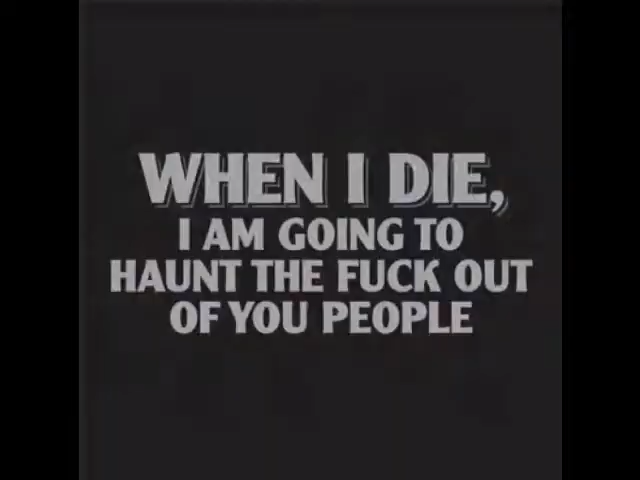 WHEN I DIE,
I AM GOING TO
HAUNT THE FUCK OUT
OF YOU PEOPLE